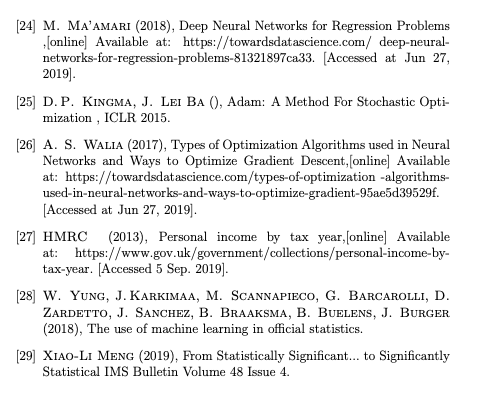 [24] M. MA'AMARI (2018), Deep Neural Networks for Regression Problems
,[online] Available at: https://towardsdatascience.com/ deep-neural-
networks-for-regression-problems-81321897ca33. [Accessed at Jun 27,
2019].
[25] D. P. KINGMA, J. LEI BA (), Adam: A Method For Stochastic Opti-
mization , ICLR 2015.
[26] A. S. WALIA (2017), Types of Optimization Algorithms used in Neural
Networks and Ways to Optimize Gradient Descent,[online] Available
at: https://towardsdatascience.com/types-of-optimization -algorithms-
used-in-neural-networks-and-ways-to-optimize-gradient-95ae5d39529f.
[Accessed at Jun 27, 2019].
[27] HMRC (2013), Personal income by tax year,[online] Available
at: https://www.gov.uk/government/collections/personal-income-by-
tax-year. [Accessed 5 Sep. 2019].
[28] W. YUNG, J. KARKIMAA, M. SCANNAPIECO, G. BARCAROLLI, D.
ZARDETTO, J. SANCHEZ, B. BRAAKSMA, B. BUELENS, J. BURGER
(2018), The use of machine learning in official statistics.
[29] XIAO-LI MENG (2019), From Statistically Significant... to Significantly
Statistical IMS Bulletin Volume 48 Issue 4.